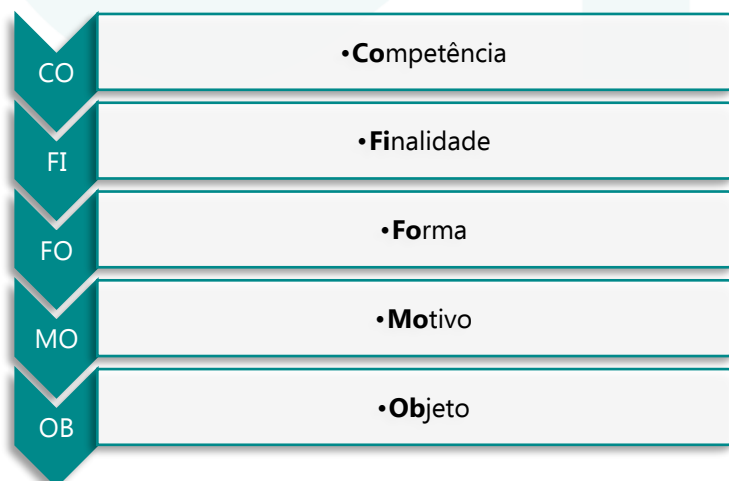 CO
•Competência
FI
•Finalidade
FO
•Forma
MO
•Motivo
OB
•Objeto